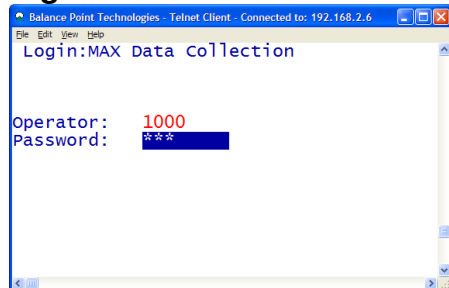 Balance Point Technologies - Telnet Client - Connected to: 192.168.2.6
File Edit View Help
Login:MAX Data Collection
Operator: 1000
Password: ***